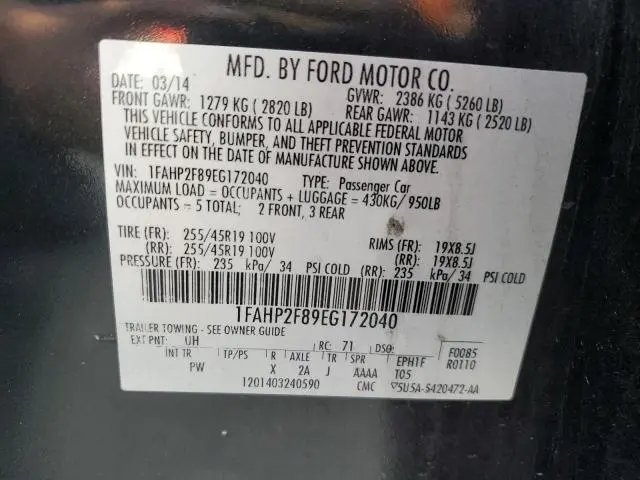 MFD. BY FORD MOTOR CO.
DATE: 03/14
GVWR: 2386 KG ( 5260 LB)
FRONT GAWR: 1279 KG ( 2820 LB)
REAR GAWR: 1143 KG ( 2520 LB)
THIS VEHICLE CONFORMS TO ALL APPLICABLE FEDERAL MOTOR
VEHICLE SAFETY, BUMPER, AND THEFT PREVENTION STANDARDS
IN EFFECT ON THE DATE OF MANUFACTURE SHOWN ABOVE.
VIN: 1FAHP2F89EG172040 TYPE: Passenger Car
MAXIMUM LOAD = OCCUPANTS + LUGGAGE = 430KG/ 950LB
OCCUPANTS = 5 TOTAL; 2 FRONT, 3 REAR
TIRE (FR): 255/45R19 100V RIMS (FR): 19X8.5J
(RR): 255/45R19 100V (RR): 19X8.5J
PRESSURE (FR): 235 kPa/ 34 PSI COLD (RR): 235 kPa/ 34 PSI COLD
1FAHP2F89EG172040
TRAILER TOWING - SEE OWNER GUIDE
EXT PNT: UH RC: 71 DSO: F0085
INT TR TP/PS R AXLE TR SPR EPH1F R0110
PW X 2A J AAAA T05
1201403240590 CMC ▽5U5A-5420472-AA